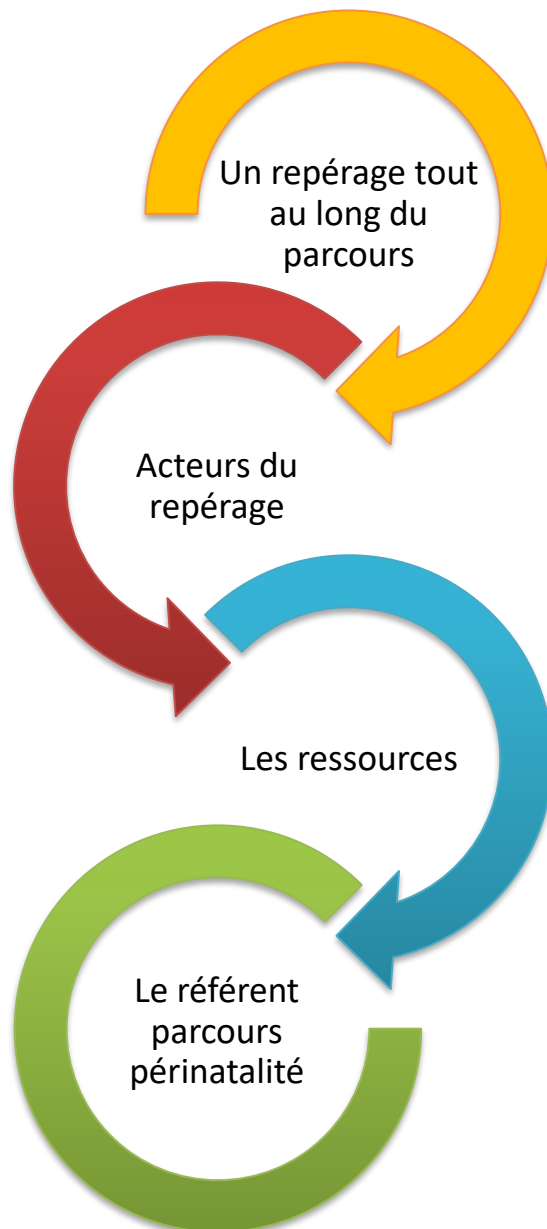 Un repérage tout
au long du
parcours
Acteurs du
repérage
Les ressources
Le référent
parcours
périnatalité